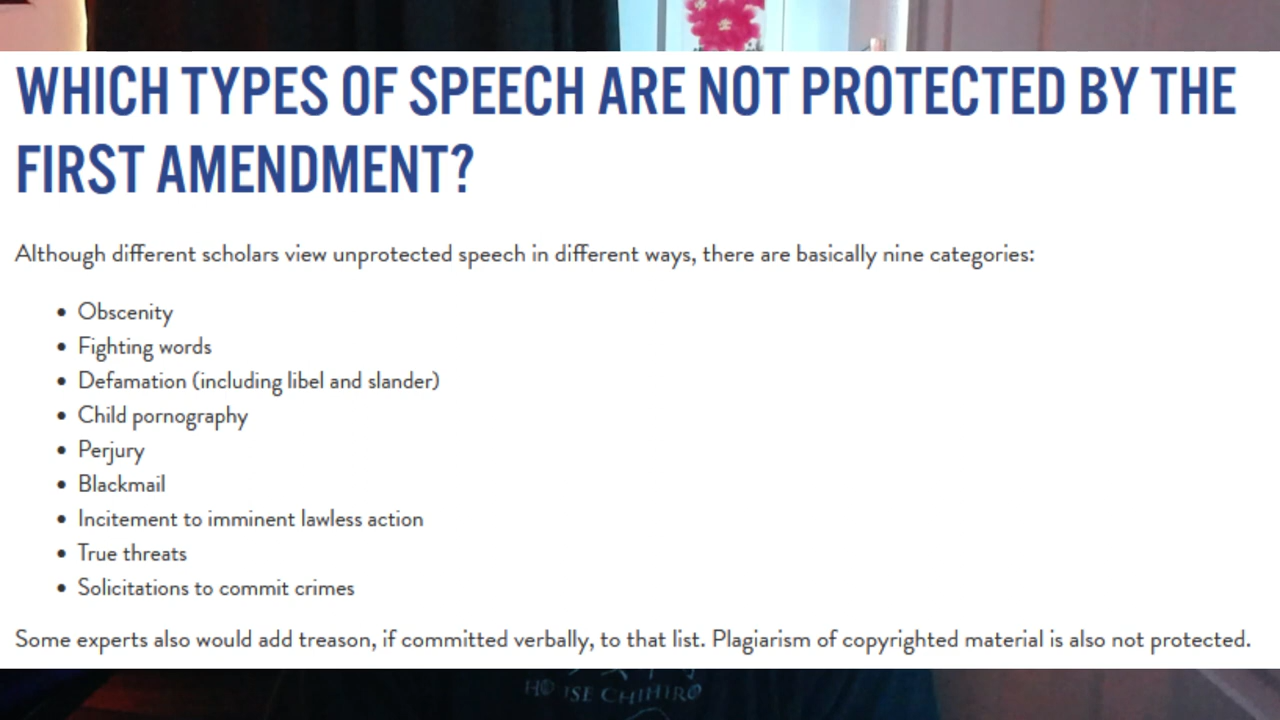 WHICH TYPES OF SPEECH ARE NOT PROTECTED BY THE
FIRST AMENDMENT?
Although different scholars view unprotected speech in different ways, there are basically nine categories:
• Obscenity
• Fighting words
• Defamation (including libel and slander)
• Child pornography
• Perjury
• Blackmail
• Incitement to imminent lawless action
• True threats
• Solicitations to commit crimes
Some experts also would add treason, if committed verbally, to that list. Plagiarism of copyrighted material is also not protected.
CHIHIRO